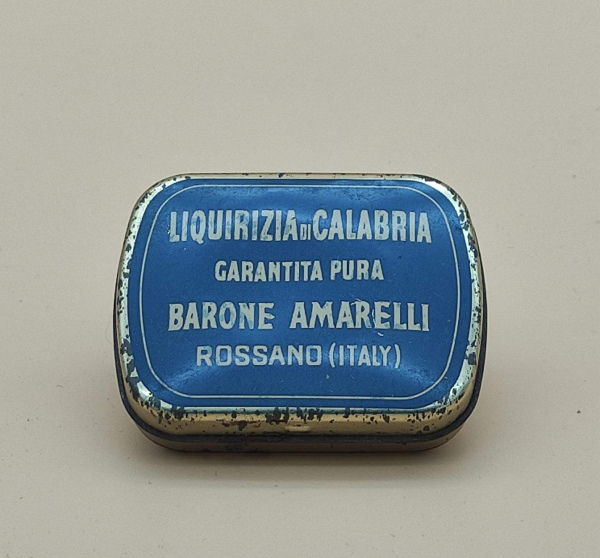 LIQUIRIZIA DI CALABRIA
GARANTITA PURA
BARONE AMARELLI
ROSSANO (ITALY)